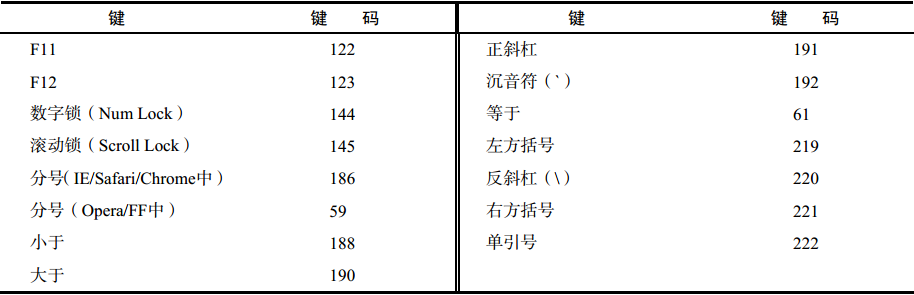 键 键 码 键 键 码
F11 122 正斜杠 191
F12 123 沉音符（`） 192
数字锁（Num Lock） 144 等于 61
滚动锁（Scroll Lock） 145 左方括号 219
分号（IE/Safari/Chrome中） 186 反斜杠（\） 220
分号（Opera/FF中） 59 右方括号 221
小于 188 单引号 222
大于 190